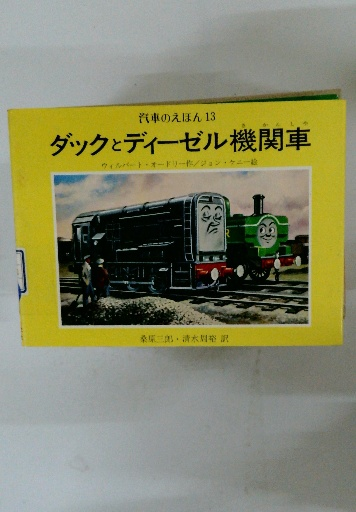 汽車のえほん13
ダックとディーゼル機関車
ウィルバート・オードリー作/ジョン・ケニー絵
桑原三郎・清水周裕 訳